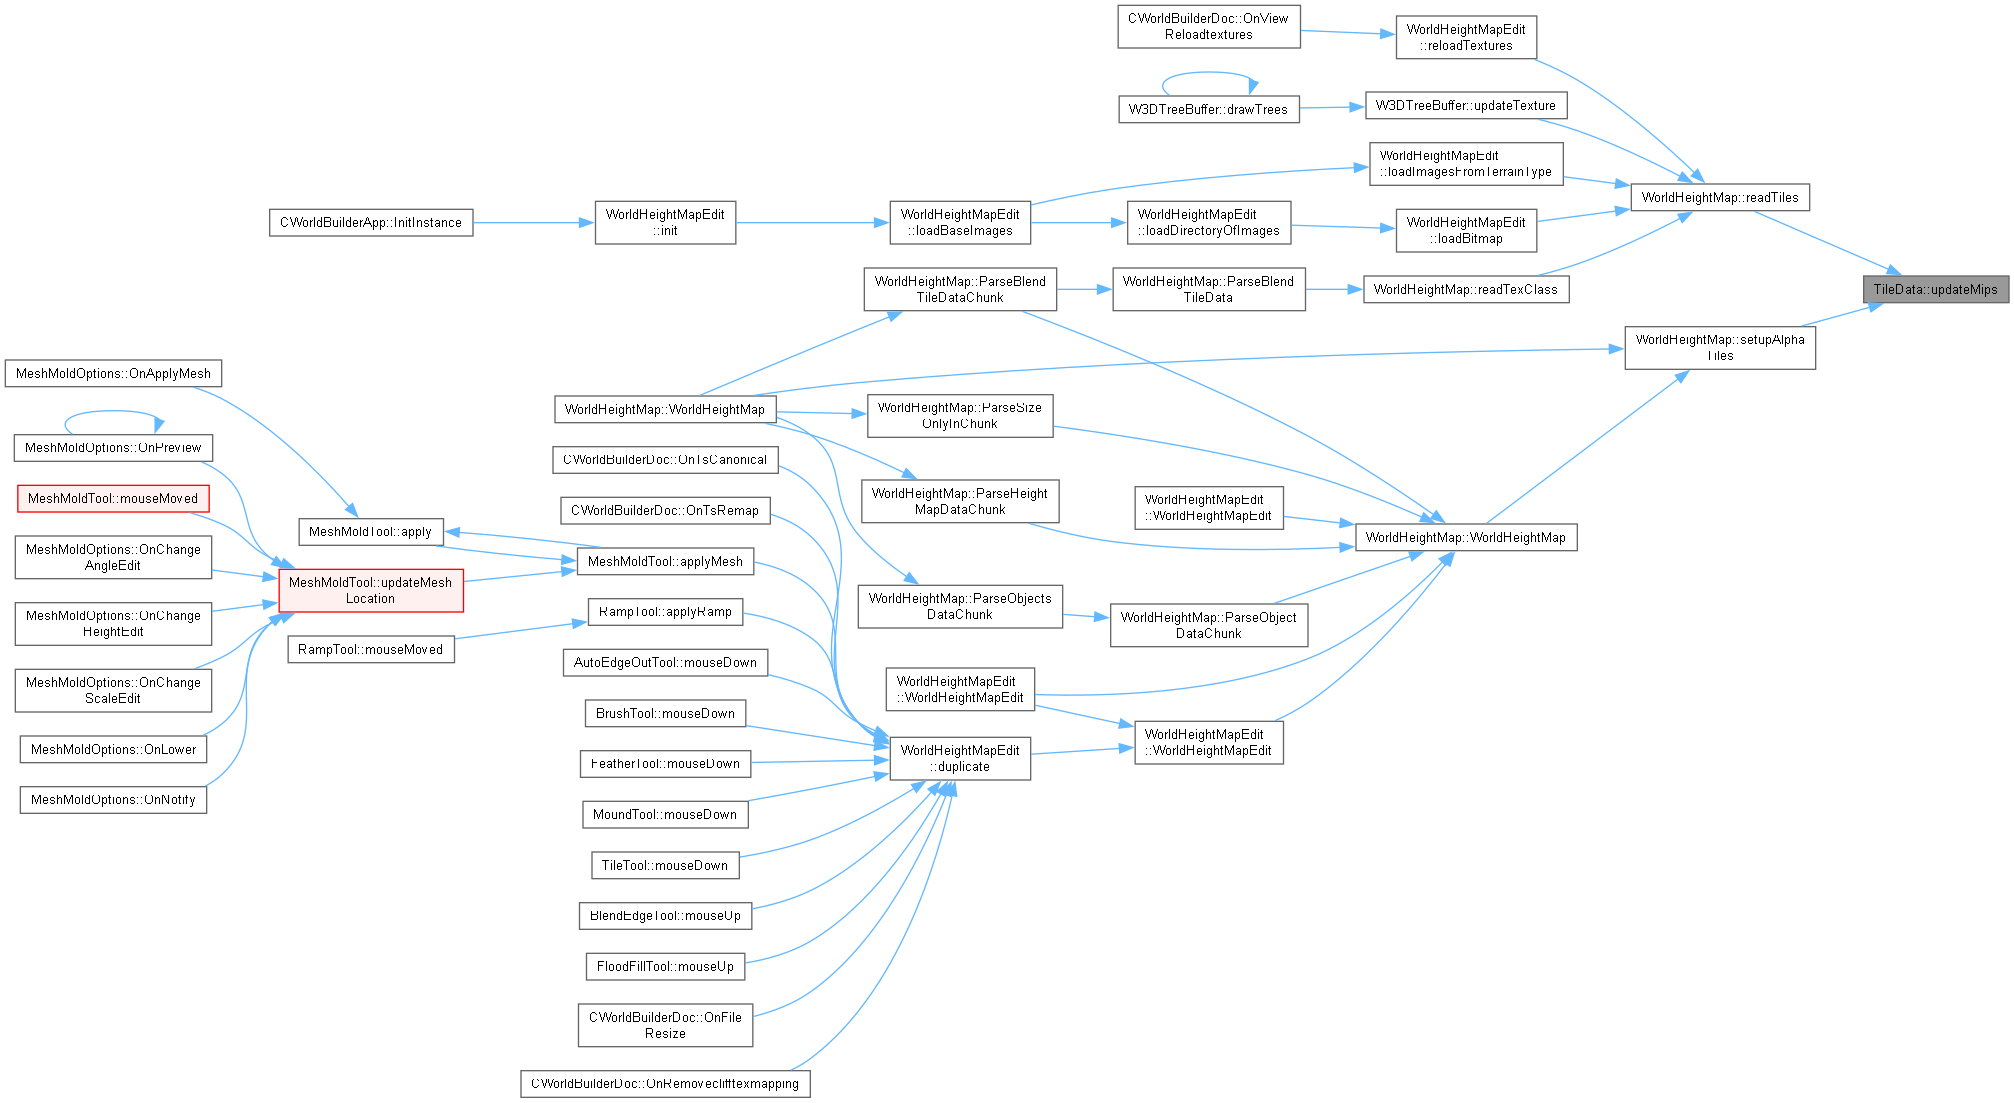 CWorldBuilderDoc::OnView
Reloadtextures
WorldHeightMapEdit
::reloadTextures
W3DTreeBuffer::drawTrees
W3DTreeBuffer::updateTexture
WorldHeightMapEdit
::loadImagesFromTerrainType
WorldHeightMap::readTiles
CWorldBuilderApp::InitInstance
WorldHeightMapEdit
::init
WorldHeightMapEdit
::loadBaseImages
WorldHeightMapEdit
::loadDirectoryOfImages
WorldHeightMapEdit
::loadBitmap
WorldHeightMap::ParseBlend
TileDataChunk
WorldHeightMap::ParseBlend
TileData
WorldHeightMap::readTexClass
TileData::updateMips
WorldHeightMap::setupAlpha
Tiles
MeshMoldOptions::OnApplyMesh
WorldHeightMap::WorldHeightMap
WorldHeightMap::ParseSize
OnlyInChunk
MeshMoldOptions::OnPreview
CWorldBuilderDoc::OnTsCanonical
MeshMoldTool::mouseMoved
WorldHeightMap::ParseHeight
MapDataChunk
WorldHeightMapEdit
::WorldHeightMapEdit
CWorldBuilderDoc::OnTsRemap
MeshMoldTool::apply
WorldHeightMap::WorldHeightMap
MeshMoldOptions::OnChange
AngleEdit
MeshMoldTool::applyMesh
MeshMoldTool::updateMesh
Location
RampTool::applyRamp
WorldHeightMap::ParseObjects
DataChunk
WorldHeightMap::ParseObject
DataChunk
MeshMoldOptions::OnChange
HeightEdit
RampTool::mouseMoved
AutoEdgeOutTool::mouseDown
MeshMoldOptions::OnChange
ScaleEdit
WorldHeightMapEdit
::WorldHeightMapEdit
BrushTool::mouseDown
WorldHeightMapEdit
::WorldHeightMapEdit
MeshMoldOptions::OnLower
FeatherTool::mouseDown
WorldHeightMapEdit
::duplicate
MeshMoldOptions::OnNotify
MoundTool::mouseDown
TileTool::mouseDown
BlendEdgeTool::mouseUp
FloodFillTool::mouseUp
CWorldBuilderDoc::OnFile
Resize
CWorldBuilderDoc::OnRemoveclifftexmapping